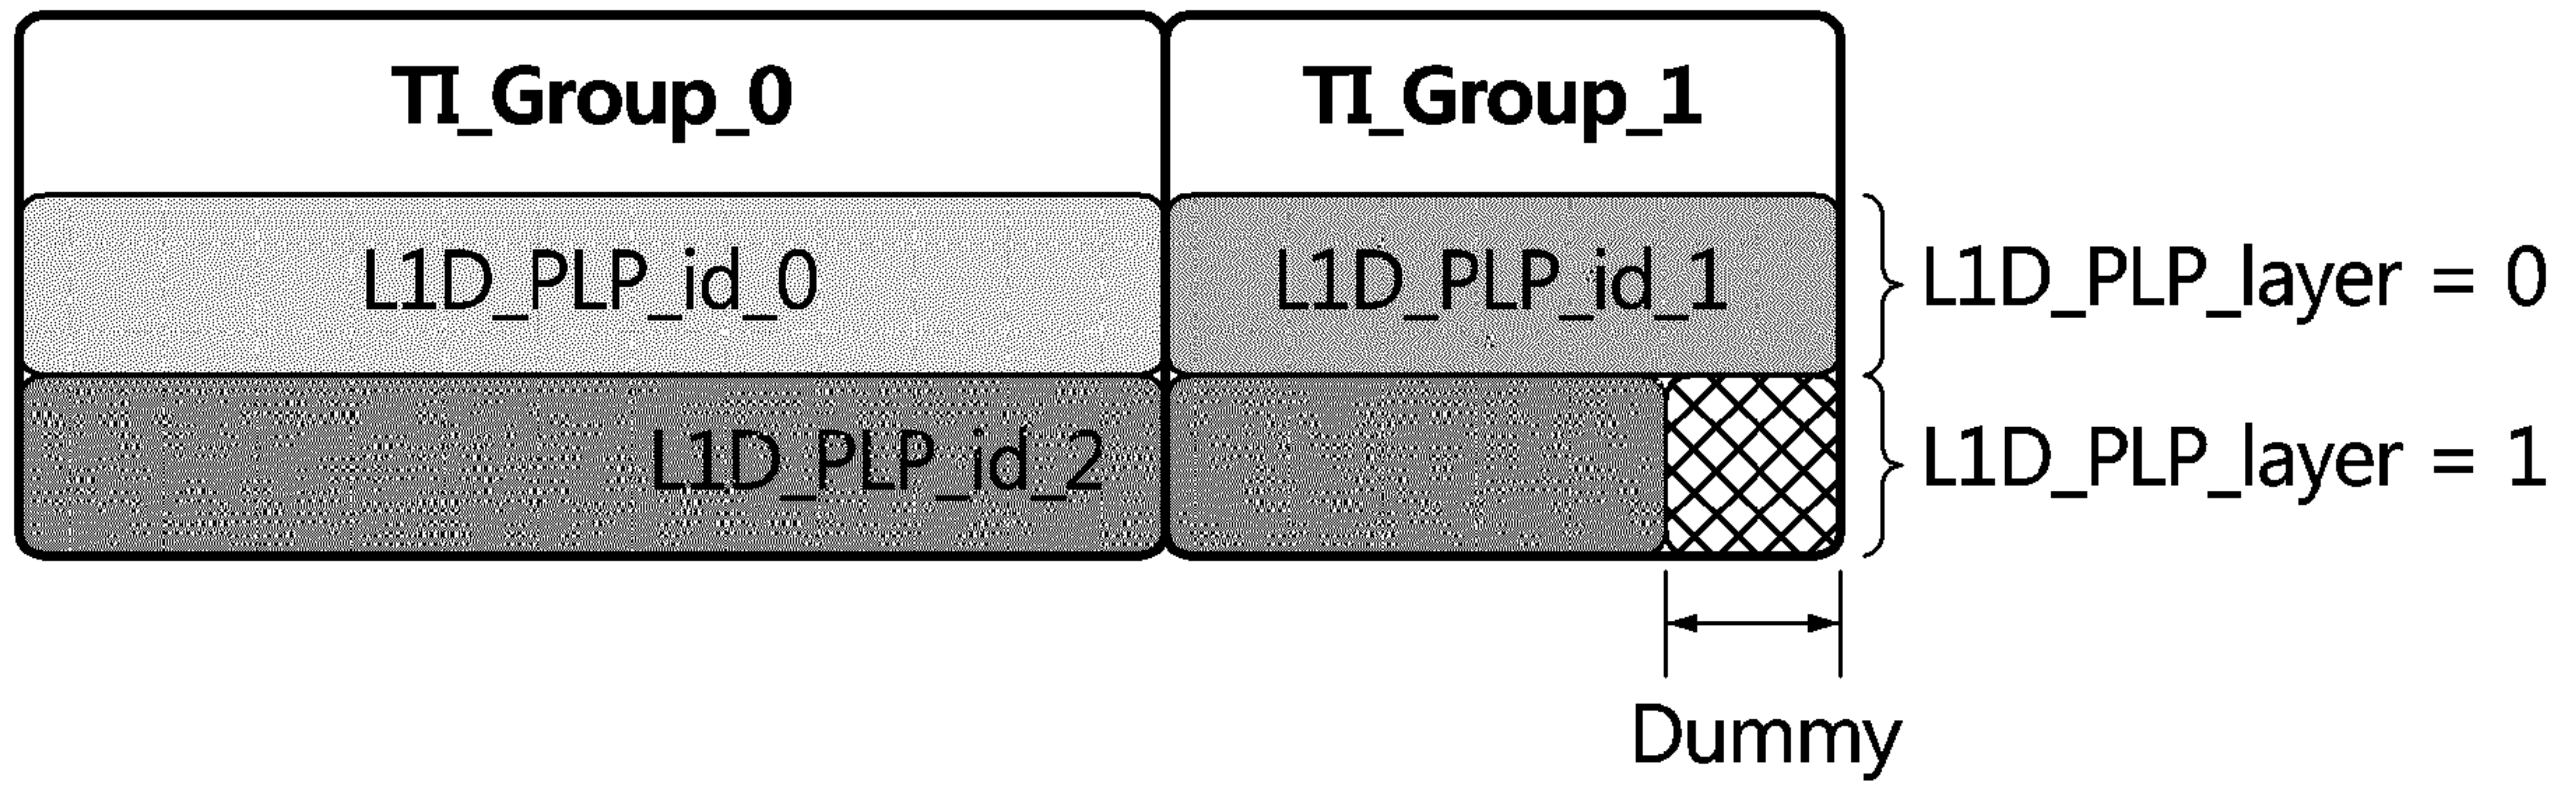 TI_Group_0 TI_Group_1
L1D_PLP_id_0 L1D_PLP_id_1 L1D_PLP_layer = 0
L1D_PLP_id_2 L1D_PLP_layer = 1
Dummy